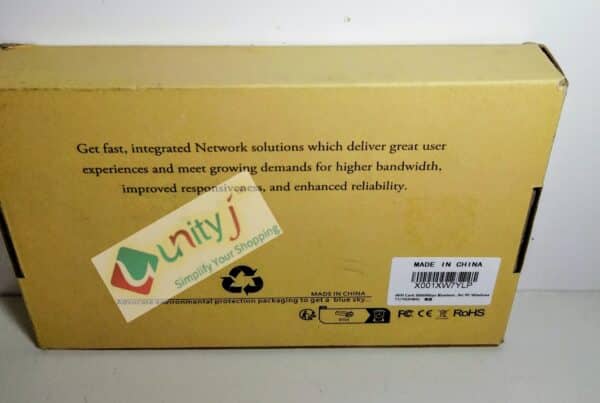 Get fast, integrated Network solutions which deliver great user
experiences and meet growing demands for higher bandwidth,
improved responsiveness, and enhanced reliability.
unity J
Simplify Your Shopping
MADE IN CHINA
X001XW7YLP
MADE IN CHINA
Advocate environmental protection packaging to get a blue sky...
FC CE RoHS